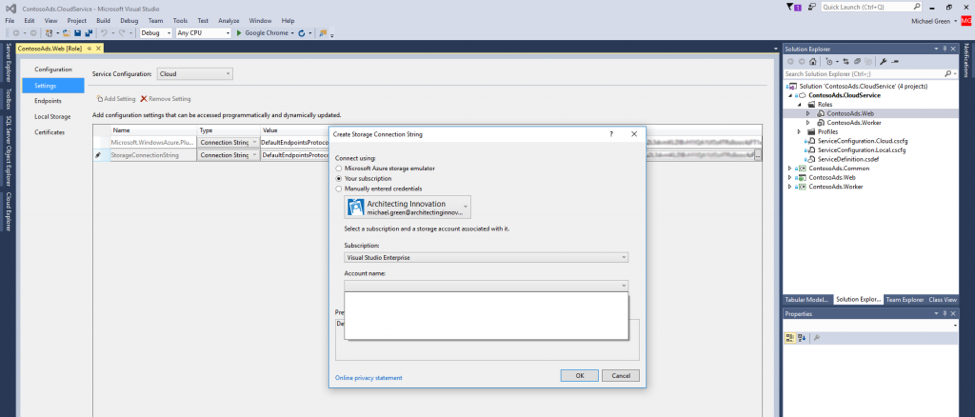 ContosoAds.CloudService - Microsoft Visual Studio
Quick Launch (Ctrl+Q)
File Edit View Project Build Debug Team Tools Test Analyze Window Help
Michael Green
MG
Debug Any CPU Google Chrome
Server Explorer
Toolbox
SQL Server Object Explorer
Cloud Explorer
ContosoAds.Web [Role]
Configuration
Settings
Endpoints
Local Storage
Certificates
Service Configuration: Cloud
Add Setting Remove Setting
Add configuration settings that can be accessed programmatically and dynamically updated.
Name Type Value
Microsoft.WindowsAzure.Plu... Connection String DefaultEndpointsProtoco
StorageConnectionString Connection String DefaultEndpointsProtoco
...
Create Storage Connection String
Connect using:
Microsoft Azure storage emulator
Your subscription
Manually entered credentials
Architecting Innovation
michael.green@architectinginnov...
Select a subscription and a storage account associated with it.
Subscription:
Visual Studio Enterprise
Account name:
Pre
De
Online privacy statement
OK Cancel
Solution Explorer
Search Solution Explorer (Ctrl+;)
Solution 'ContosoAds.CloudService' (4 projects)
ContosoAds.CloudService
Roles
ContosoAds.Web
ContosoAds.Worker
Profiles
ServiceConfiguration.Cloud.cscfg
ServiceConfiguration.Local.cscfg
ServiceDefinition.csdef
ContosoAds.Common
ContosoAds.Web
ContosoAds.Worker
Tabular Model... Solution Explor... Team Explorer Class View
Properties
Notifications